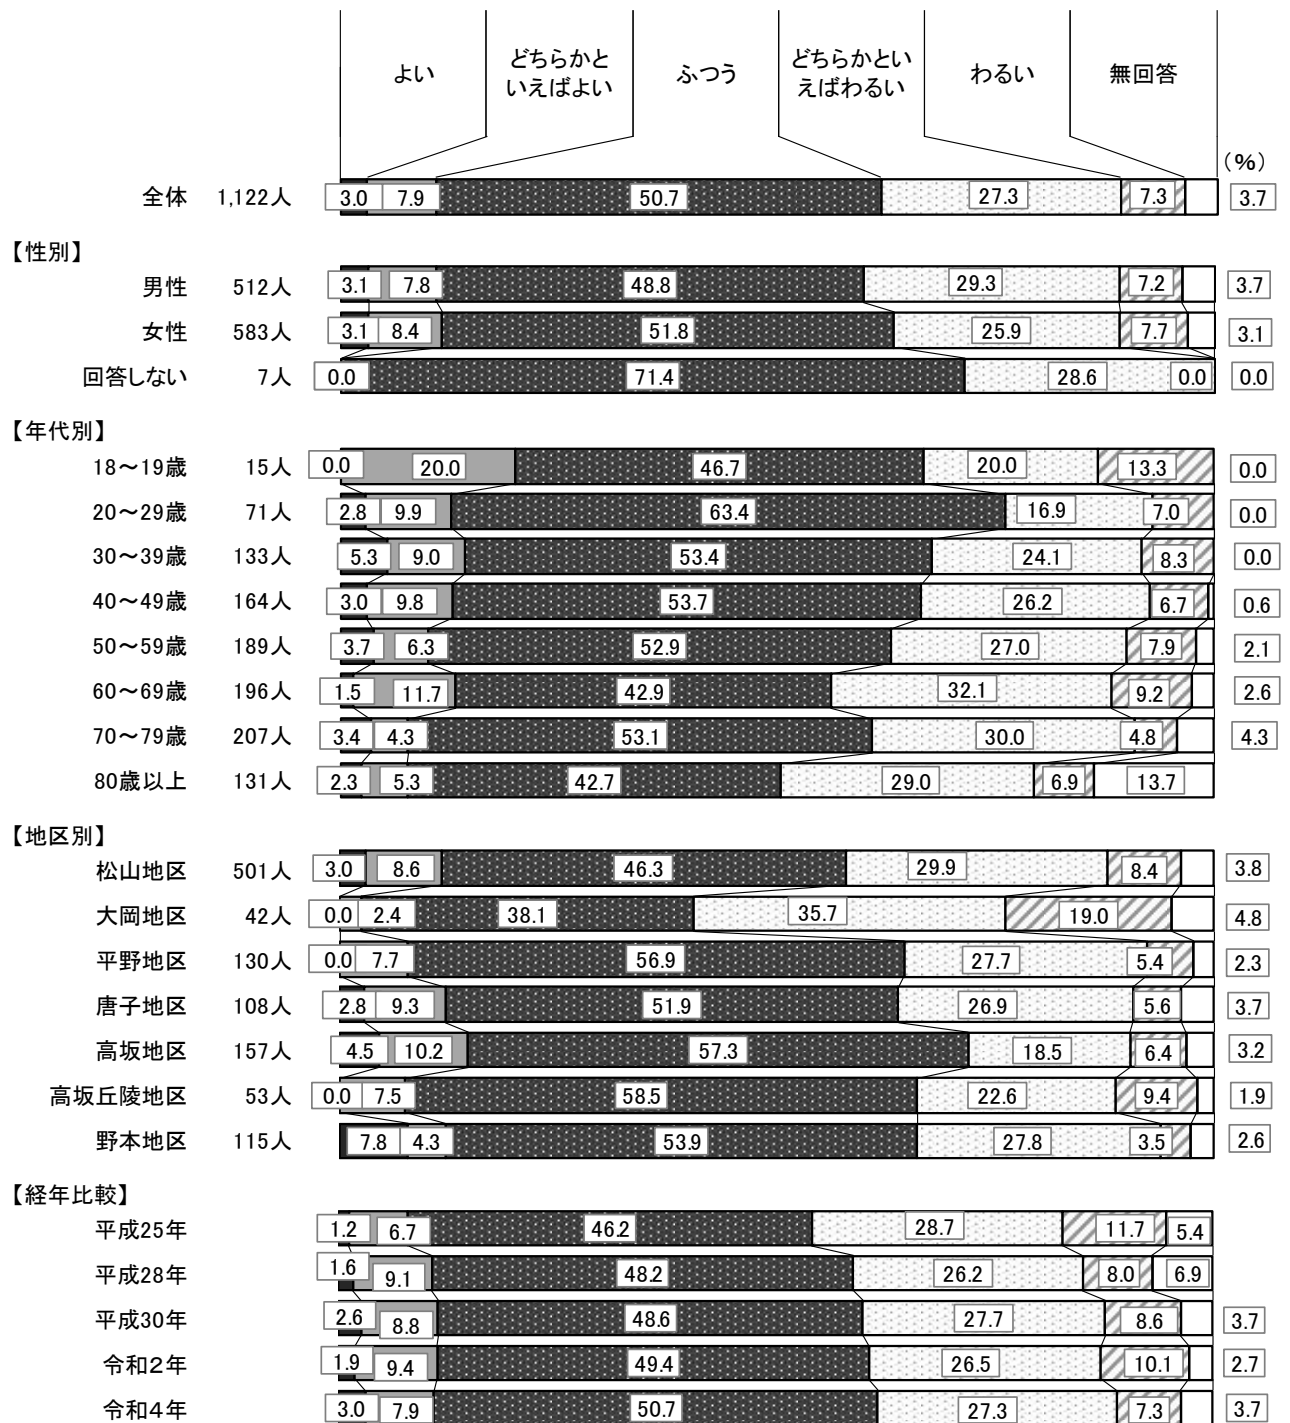 よい
どちらかと
いえばよい
ふつう
どちらかとい
えばわるい
わるい
無回答
(%)
全体 1,122人 3.0 7.9 50.7 27.3 7.3 3.7
【性別】
男性 512人 3.1 7.8 48.8 29.3 7.2 3.7
女性 583人 3.1 8.4 51.8 25.9 7.7 3.1
回答しない 7人 0.0 71.4 28.6 0.0 0.0
【年代別】
18～19歳 15人 0.0 20.0 46.7 20.0 13.3 0.0
20～29歳 71人 2.8 9.9 63.4 16.9 7.0 0.0
30～39歳 133人 5.3 9.0 53.4 24.1 8.3 0.0
40～49歳 164人 3.0 9.8 53.7 26.2 6.7 0.6
50～59歳 189人 3.7 6.3 52.9 27.0 7.9 2.1
60～69歳 196人 1.5 11.7 42.9 32.1 9.2 2.6
70～79歳 207人 3.4 4.3 53.1 30.0 4.8 4.3
80歳以上 131人 2.3 5.3 42.7 29.0 6.9 13.7
【地区別】
松山地区 501人 3.0 8.6 46.3 29.9 8.4 3.8
大岡地区 42人 0.0 2.4 38.1 35.7 19.0 4.8
平野地区 130人 0.0 7.7 56.9 27.7 5.4 2.3
唐子地区 108人 2.8 9.3 51.9 26.9 5.6 3.7
高坂地区 157人 4.5 10.2 57.3 18.5 6.4 3.2
高坂丘陵地区 53人 0.0 7.5 58.5 22.6 9.4 1.9
野本地区 115人 7.8 4.3 53.9 27.8 3.5 2.6
【経年比較】
平成25年 1.2 6.7 46.2 28.7 11.7 5.4
平成28年 1.6 9.1 48.2 26.2 8.0 6.9
平成30年 2.6 8.8 48.6 27.7 8.6 3.7
令和2年 1.9 9.4 49.4 26.5 10.1 2.7
令和4年 3.0 7.9 50.7 27.3 7.3 3.7